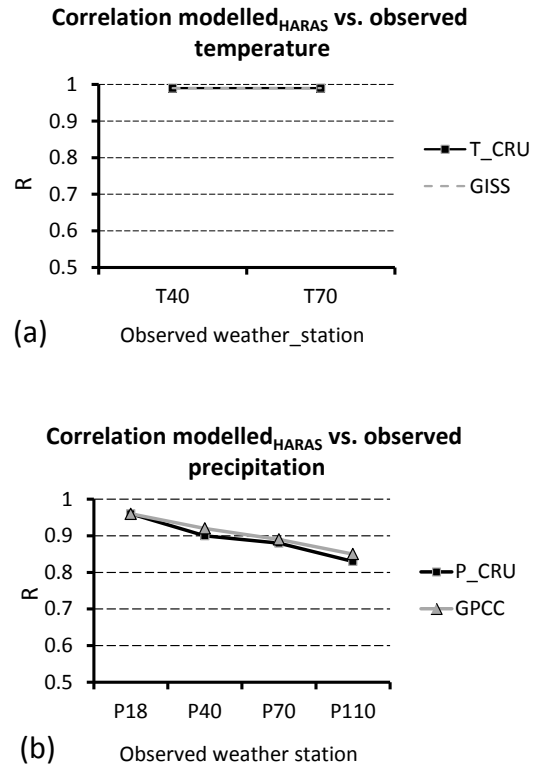 Correlation modelled_HARAS vs. observed
temperature
1
0.9
0.8
0.7
0.6
0.5
R
T40 T70
Observed weather_station
T_CRU
GISS
(a)
Correlation modelled_HARAS vs. observed
precipitation
1
0.9
0.8
0.7
0.6
0.5
R
P18 P40 P70 P110
Observed weather station
P_CRU
GPCC
(b)